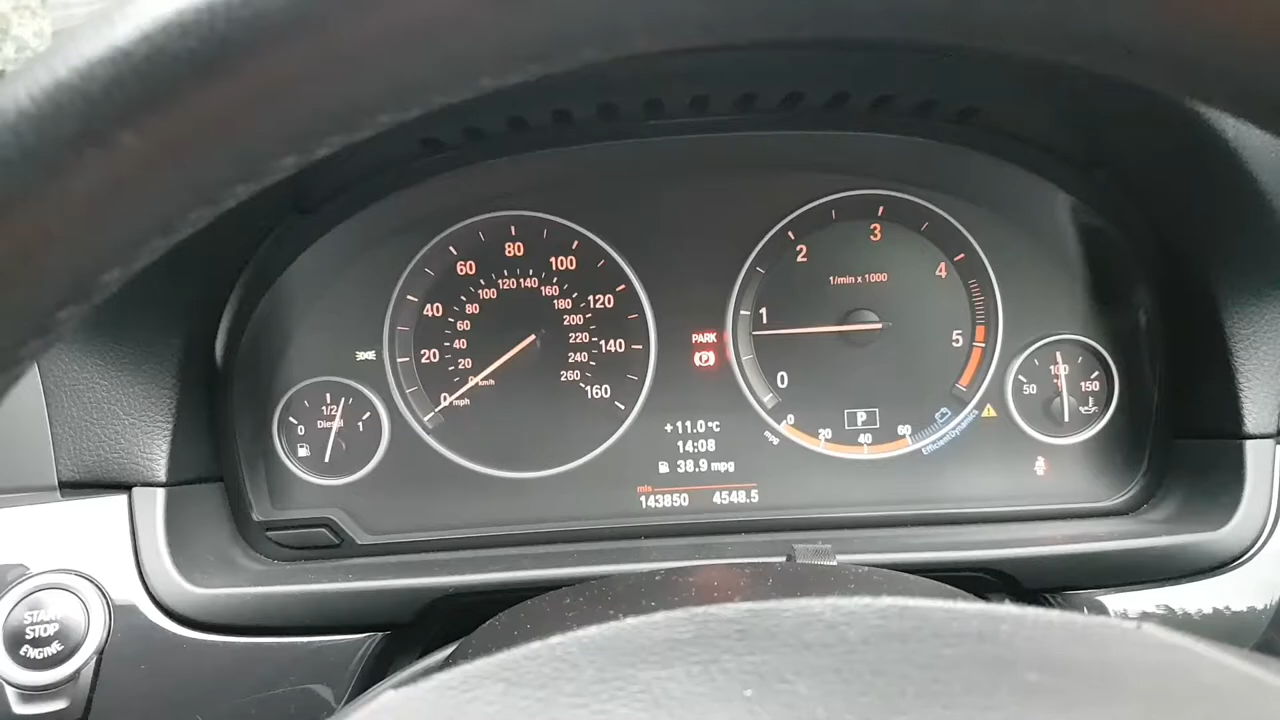 80
60
100
40
120
20
140
0
160
mph
120 140
100
160
80
180
60
200
40
220
20
240
0
260
km/h
0
1/2
1
Diesel
PARK
P
+11.0°C
14:08
38.9 mpg
mls
143850 4548.5
3
2
4
1/min x 1000
1
5
0
P
mpg
0
20
40
60
EfficientDynamics
50
100
150
°C
START
STOP
ENGINE